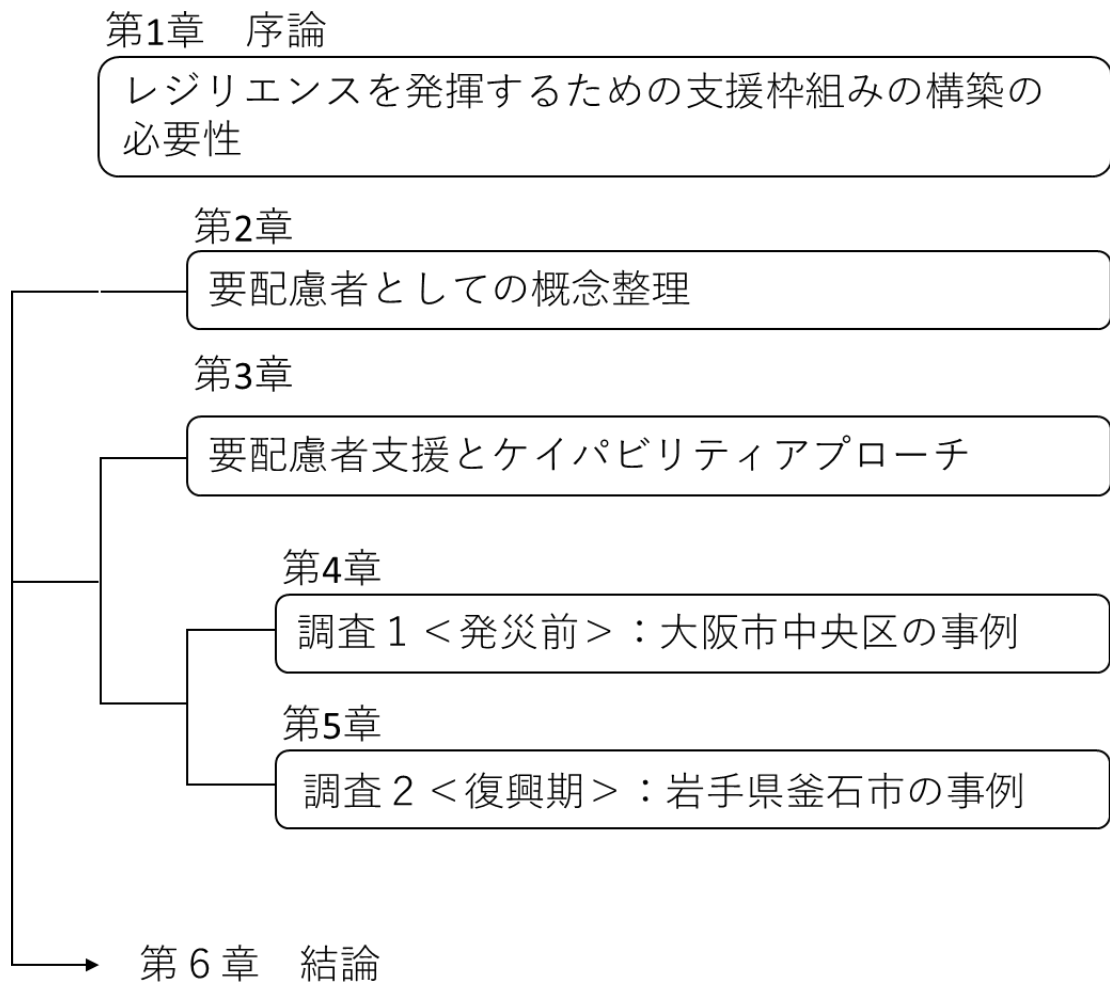 第1章　序論
レジリエンスを発揮するための支援枠組みの構築の
必要性
第2章
要配慮者としての概念整理
第3章
要配慮者支援とケイパビリティアプローチ
第4章
調査１＜発災前＞：大阪市中央区の事例
第5章
調査２＜復興期＞：岩手県釜石市の事例
第６章　結論